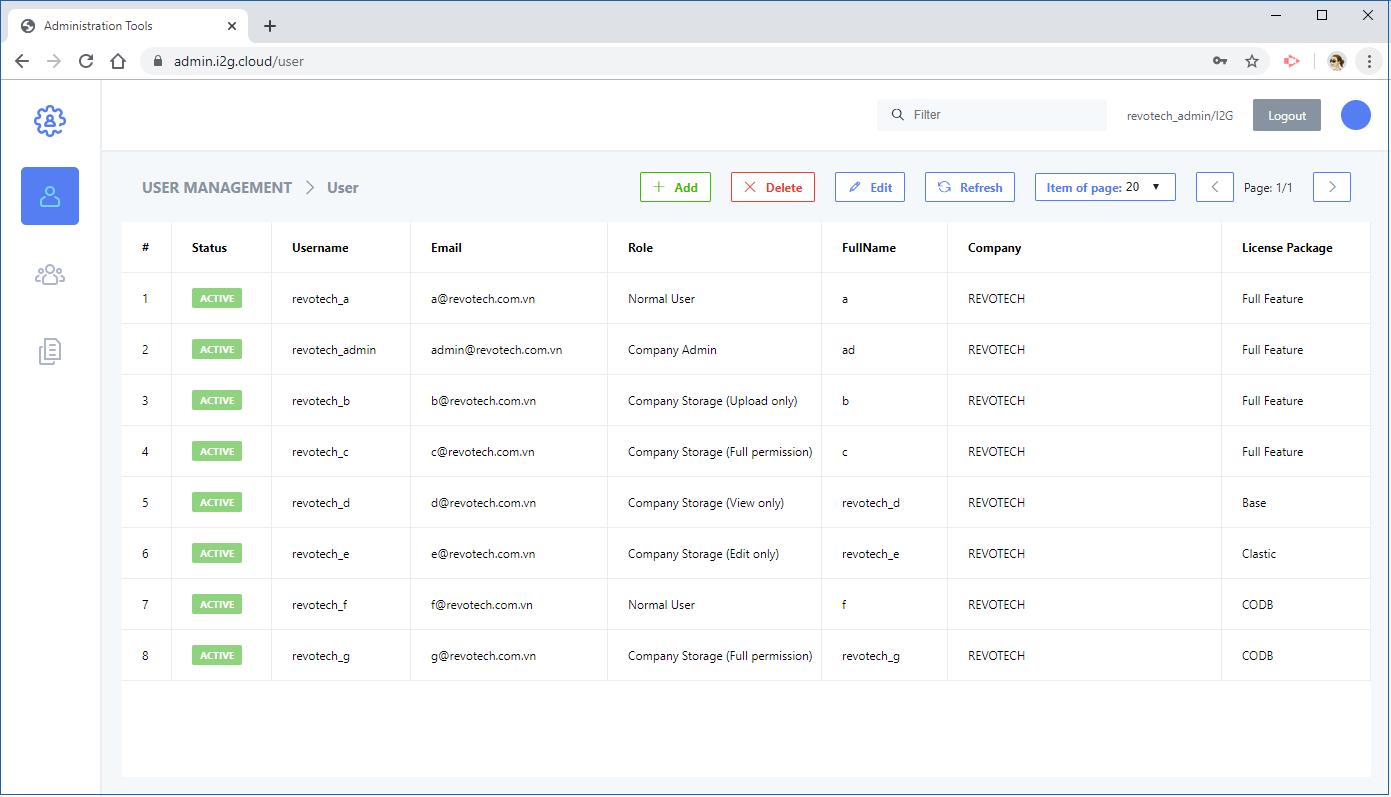 Administration Tools
admin.i2g.cloud/user
Filter
revotech_admin/I2G
Logout
USER MANAGEMENT > User
Add
Delete
Edit
Refresh
Item of page: 20
Page: 1/1
# Status Username Email Role FullName Company License Package
1 ACTIVE revotech_a a@revotech.com.vn Normal User a REVOTECH Full Feature
2 ACTIVE revotech_admin admin@revotech.com.vn Company Admin ad REVOTECH Full Feature
3 ACTIVE revotech_b b@revotech.com.vn Company Storage (Upload only) b REVOTECH Full Feature
4 ACTIVE revotech_c c@revotech.com.vn Company Storage (Full permission) c REVOTECH Full Feature
5 ACTIVE revotech_d d@revotech.com.vn Company Storage (View only) revotech_d REVOTECH Base
6 ACTIVE revotech_e e@revotech.com.vn Company Storage (Edit only) revotech_e REVOTECH Clastic
7 ACTIVE revotech_f f@revotech.com.vn Normal User f REVOTECH CODB
8 ACTIVE revotech_g g@revotech.com.vn Company Storage (Full permission) revotech_g REVOTECH CODB